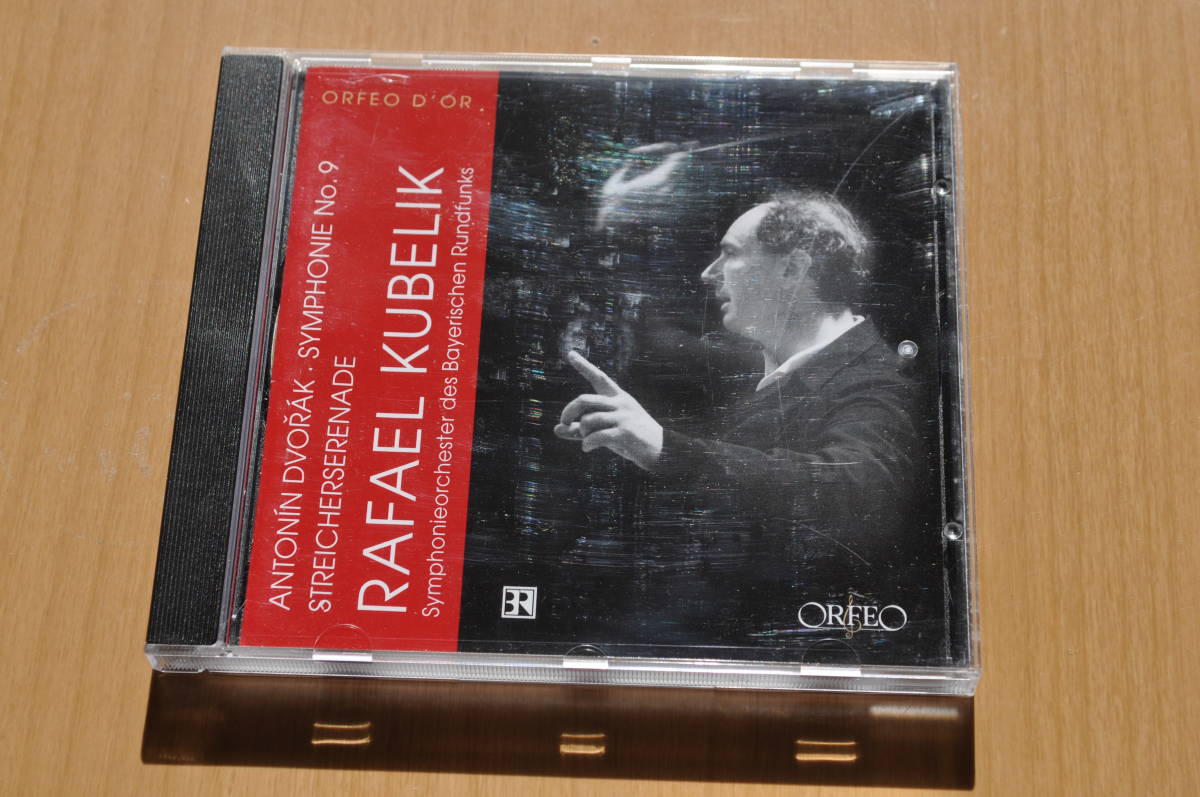 ORFEO D'OR
ANTONÍN DVOŘÁK · SYMPHONIE No. 9
STREICHERSERENADE
RAFAEL KUBELIK
Symphonieorchester des Bayerischen Rundfunks
BR
ORFEO